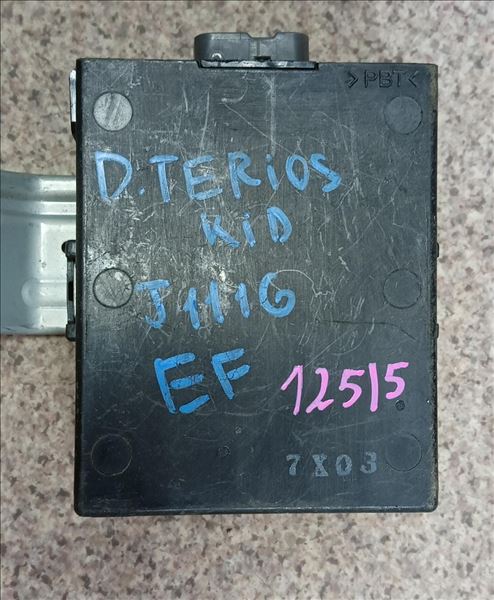 >PBT<
D.TERiOS
KiD
J111G
EF 12515
7X03